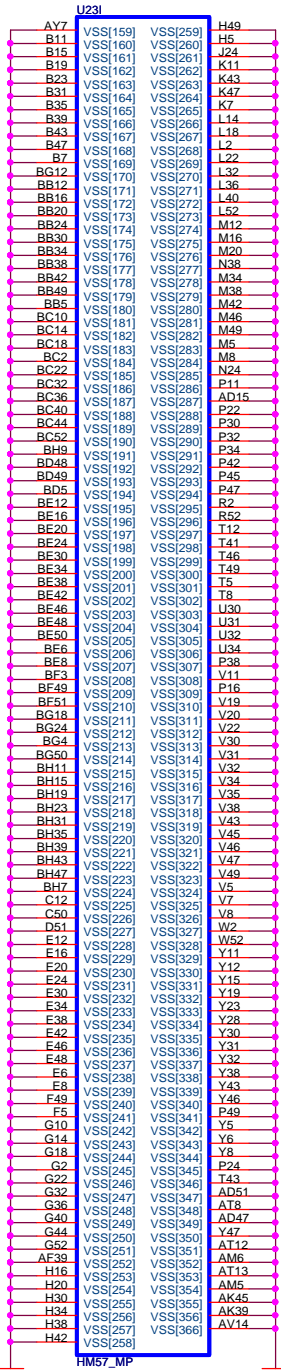 U23I
AY7 VSS[159] VSS[259] H49
B11 VSS[160] VSS[260] H5
B15 VSS[161] VSS[261] J24
B19 VSS[162] VSS[262] K11
B23 VSS[163] VSS[263] K43
B31 VSS[164] VSS[264] K47
B35 VSS[165] VSS[265] K7
B39 VSS[166] VSS[266] L14
B43 VSS[167] VSS[267] L18
B47 VSS[168] VSS[268] L2
B7 VSS[169] VSS[269] L22
BG12 VSS[170] VSS[270] L32
BB12 VSS[171] VSS[271] L36
BB16 VSS[172] VSS[272] L40
BB20 VSS[173] VSS[273] L52
BB24 VSS[174] VSS[274] M12
BB30 VSS[175] VSS[275] M16
BB34 VSS[176] VSS[276] M20
BB38 VSS[177] VSS[277] N38
BB42 VSS[178] VSS[278] M34
BB49 VSS[179] VSS[279] M38
BB5 VSS[180] VSS[280] M42
BC10 VSS[181] VSS[281] M46
BC14 VSS[182] VSS[282] M49
BC18 VSS[183] VSS[283] M5
BC2 VSS[184] VSS[284] M8
BC22 VSS[185] VSS[285] N24
BC32 VSS[186] VSS[286] P11
BC36 VSS[187] VSS[287] AD15
BC40 VSS[188] VSS[288] P22
BC44 VSS[189] VSS[289] P30
BC52 VSS[190] VSS[290] P32
BH9 VSS[191] VSS[291] P34
BD48 VSS[192] VSS[292] P42
BD49 VSS[193] VSS[293] P45
BD5 VSS[194] VSS[294] P47
BE12 VSS[195] VSS[295] R2
BE16 VSS[196] VSS[296] R52
BE20 VSS[197] VSS[297] T12
BE24 VSS[198] VSS[298] T41
BE30 VSS[199] VSS[299] T46
BE34 VSS[200] VSS[300] T49
BE38 VSS[201] VSS[301] T5
BE42 VSS[202] VSS[302] T8
BE46 VSS[203] VSS[303] U30
BE48 VSS[204] VSS[304] U31
BE50 VSS[205] VSS[305] U32
BE6 VSS[206] VSS[306] U34
BE8 VSS[207] VSS[307] P38
BF3 VSS[208] VSS[308] V11
BF49 VSS[209] VSS[309] P16
BF51 VSS[210] VSS[310] V19
BG18 VSS[211] VSS[311] V20
BG24 VSS[212] VSS[312] V22
BG4 VSS[213] VSS[313] V30
BG50 VSS[214] VSS[314] V31
BH11 VSS[215] VSS[315] V32
BH15 VSS[216] VSS[316] V34
BH19 VSS[217] VSS[317] V35
BH23 VSS[218] VSS[318] V38
BH31 VSS[219] VSS[319] V43
BH35 VSS[220] VSS[320] V45
BH39 VSS[221] VSS[321] V46
BH43 VSS[222] VSS[322] V47
BH47 VSS[223] VSS[323] V49
BH7 VSS[224] VSS[324] V5
C12 VSS[225] VSS[325] V7
C50 VSS[226] VSS[326] V8
D51 VSS[227] VSS[327] W2
E12 VSS[228] VSS[328] W52
E16 VSS[229] VSS[329] Y11
E20 VSS[230] VSS[330] Y12
E24 VSS[231] VSS[331] Y15
E30 VSS[232] VSS[332] Y19
E34 VSS[233] VSS[333] Y23
E38 VSS[234] VSS[334] Y28
E42 VSS[235] VSS[335] Y30
E46 VSS[236] VSS[336] Y31
E48 VSS[237] VSS[337] Y32
E6 VSS[238] VSS[338] Y38
E8 VSS[239] VSS[339] Y43
F49 VSS[240] VSS[340] Y46
F5 VSS[241] VSS[341] P49
G10 VSS[242] VSS[342] Y5
G14 VSS[243] VSS[343] Y6
G18 VSS[244] VSS[344] Y8
G2 VSS[245] VSS[345] P24
G22 VSS[246] VSS[346] T43
G32 VSS[247] VSS[347] AD51
G36 VSS[248] VSS[348] AT8
G40 VSS[249] VSS[349] AD47
G44 VSS[250] VSS[350] Y47
G52 VSS[251] VSS[351] AT12
AF39 VSS[252] VSS[352] AM6
H16 VSS[253] VSS[353] AT13
H20 VSS[254] VSS[354] AM5
H30 VSS[255] VSS[355] AK45
H34 VSS[256] VSS[356] AK39
H38 VSS[257] VSS[366] AV14
H42 VSS[258]
HM57_MP